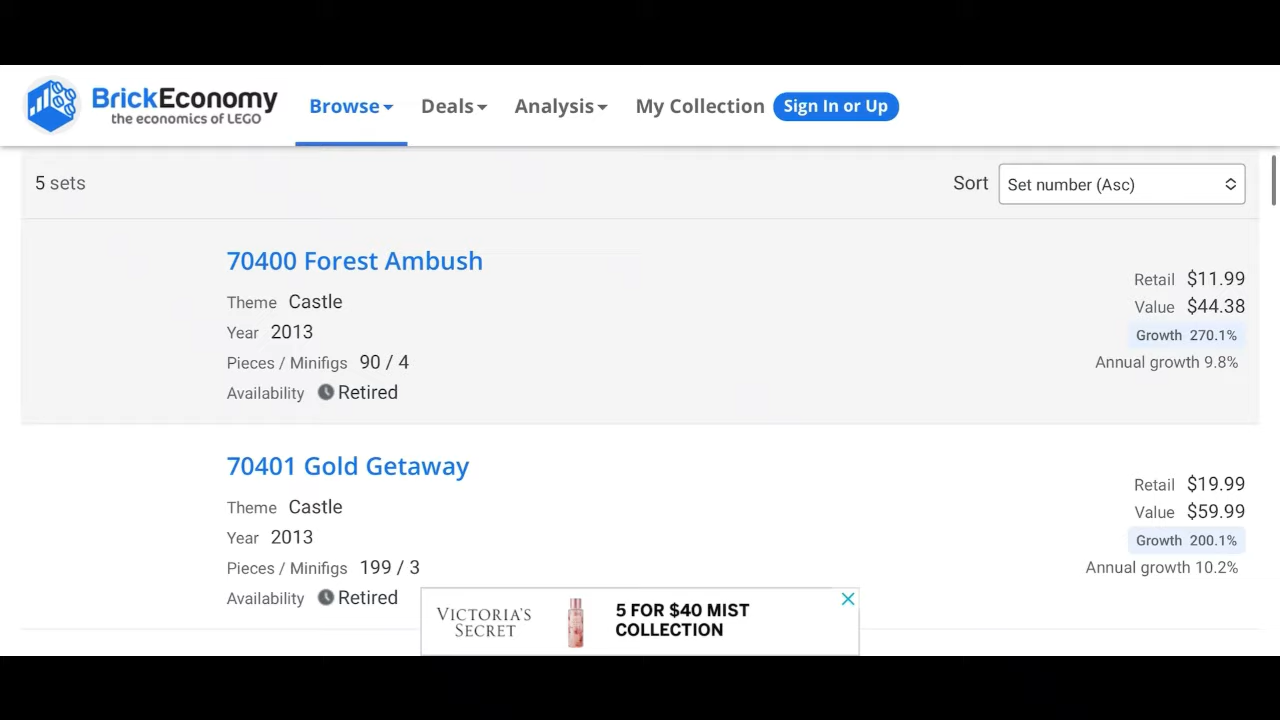 BrickEconomy
the economics of LEGO
Browse
Deals
Analysis
My Collection
Sign In or Up
5 sets
Sort
Set number (Asc)
70400 Forest Ambush
Theme Castle
Year 2013
Pieces / Minifigs 90 / 4
Availability Retired
Retail $11.99
Value $44.38
Growth 270.1%
Annual growth 9.8%
70401 Gold Getaway
Theme Castle
Year 2013
Pieces / Minifigs 199 / 3
Availability Retired
Retail $19.99
Value $59.99
Growth 200.1%
Annual growth 10.2%
VICTORIA'S
SECRET
5 FOR $40 MIST
COLLECTION